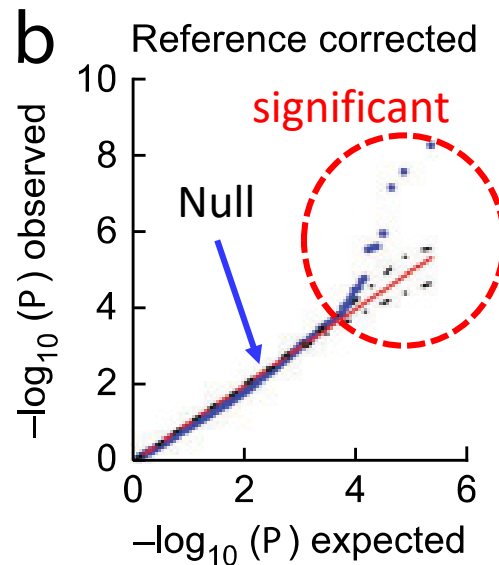 b Reference corrected
10
significant
8
Null
6
4
2
0
0 2 4 6
–log10 (P) observed
–log10 (P) expected